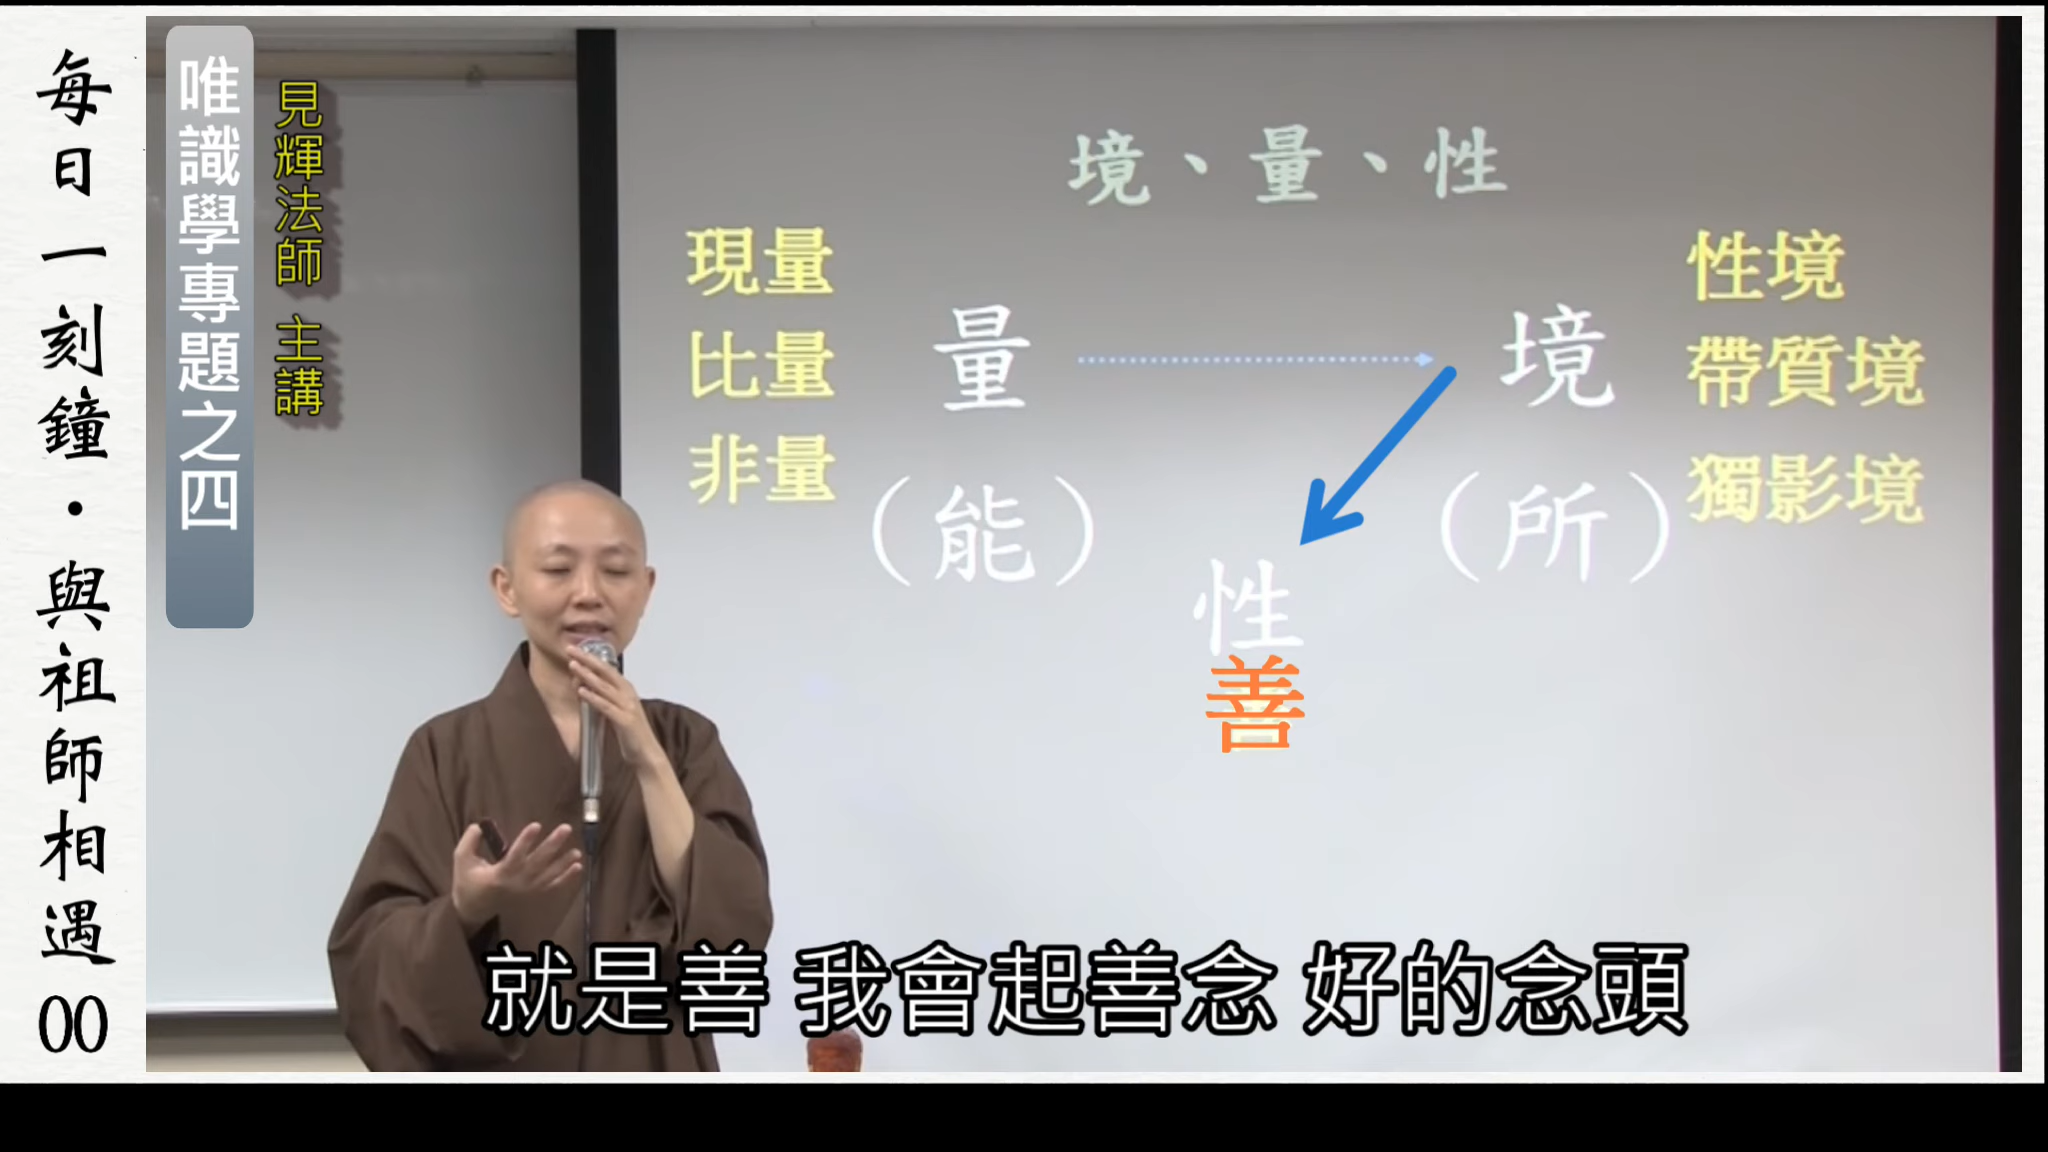 每日一刻鐘·與祖師相遇00
唯識學專題之四
見輝法師 主講
境、量、性
現量
比量
非量
量
(能)
境
(所)
性境
帶質境
獨影境
性
善
就是善 我會起善念 好的念頭